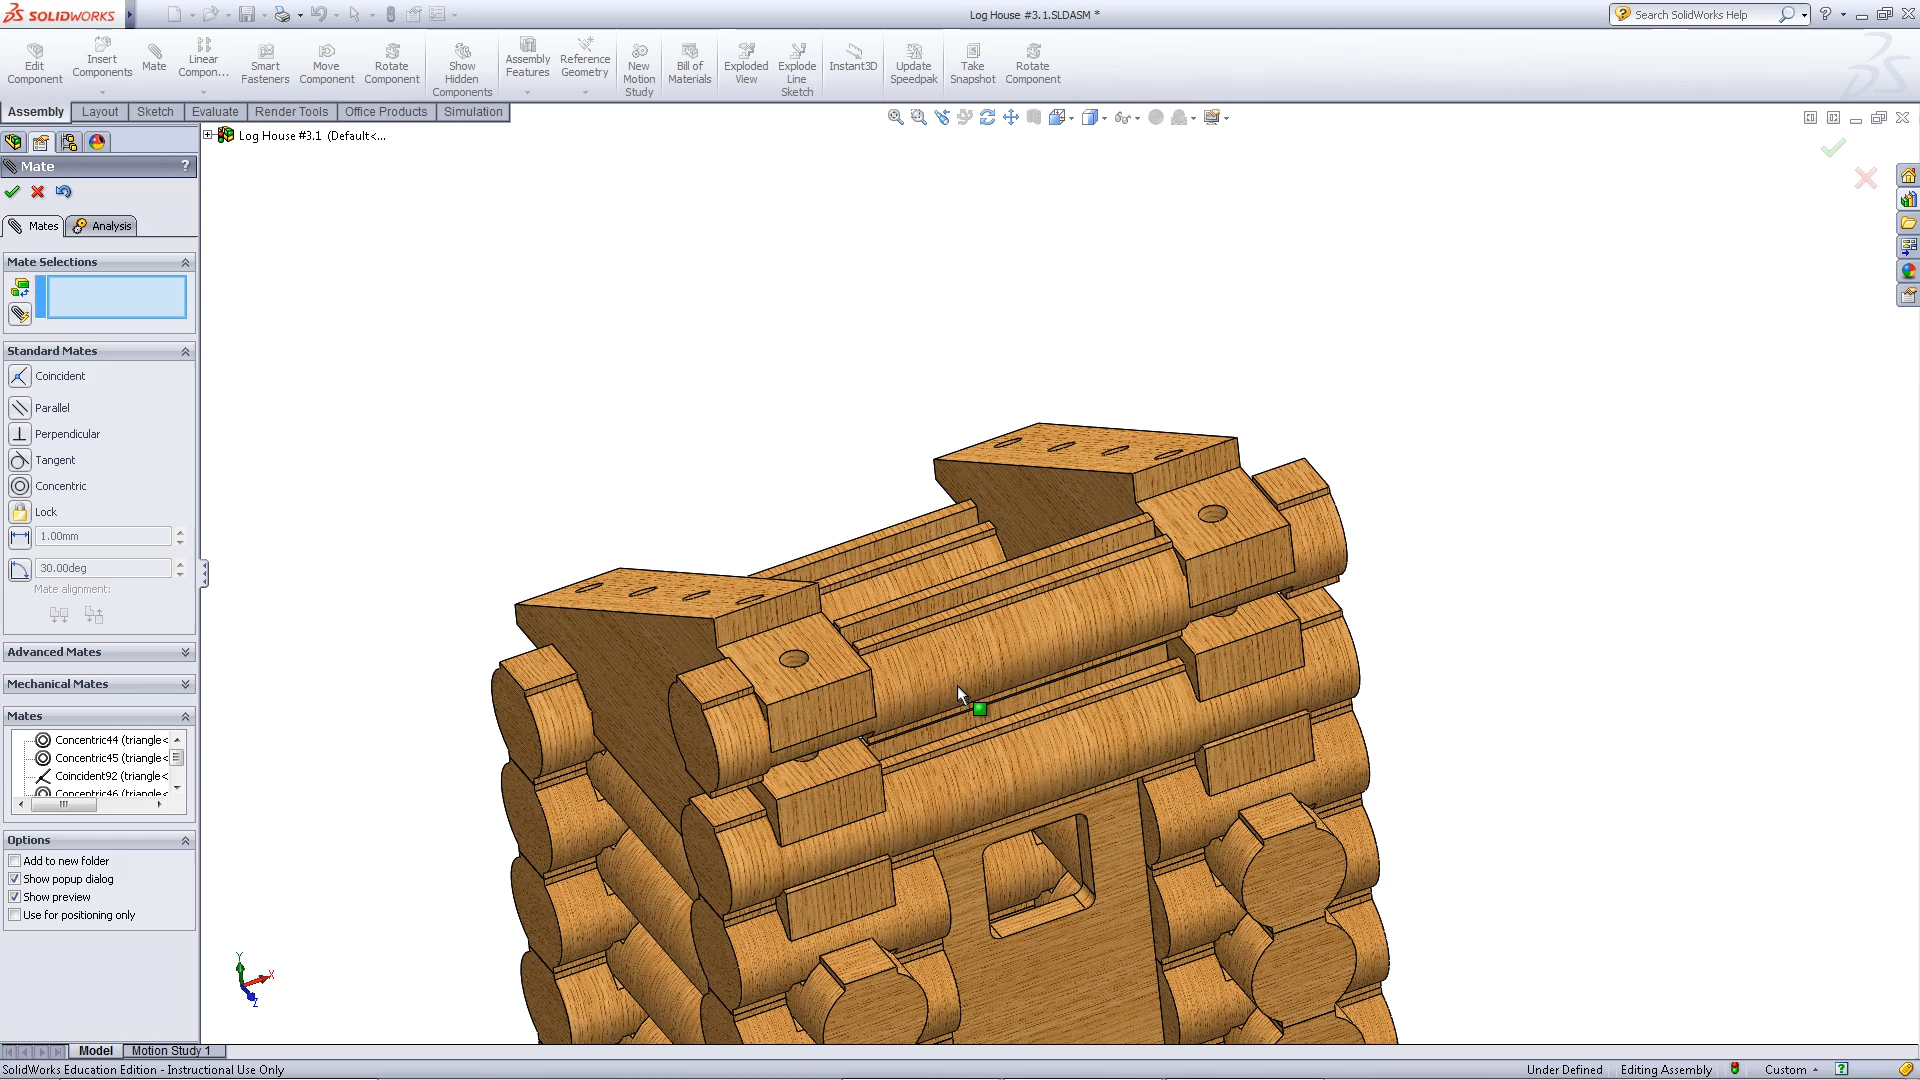 SOLIDWORKS
Log House #3.1.SLDASM *
Search SolidWorks Help
Edit Component
Insert Components
Mate
Linear Compon...
Smart Fasteners
Move Component
Rotate Component
Show Hidden Components
Assembly Features
Reference Geometry
New Motion Study
Bill of Materials
Exploded View
Explode Line Sketch
Instant3D
Update Speedpak
Take Snapshot
Rotate Component
Assembly
Layout
Sketch
Evaluate
Render Tools
Office Products
Simulation
Log House #3.1 (Default<...
Mate
?
Mates
Analysis
Mate Selections
Standard Mates
Coincident
Parallel
Perpendicular
Tangent
Concentric
Lock
1.00mm
30.00deg
Mate alignment:
Advanced Mates
Mechanical Mates
Mates
Concentric44 (triangle<
Concentric45 (triangle<
Coincident92 (triangle<
Concentric46 (triangle<
Options
Add to new folder
Show popup dialog
Show preview
Use for positioning only
Y
X
Z
Model
Motion Study 1
SolidWorks Education Edition - Instructional Use Only
Under Defined
Editing Assembly
Custom
?